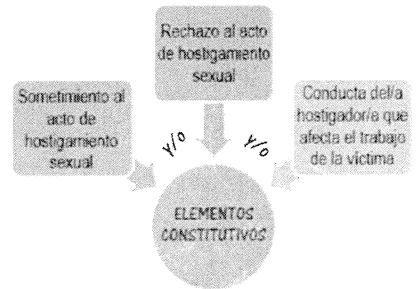 Rechazo al acto
de hostigamiento
sexual
Sometimiento al
acto de
hostigamiento
sexual
Conducta del/a
hostigador/a que
afecta el trabajo
de la víctima
y/o
y/o
ELEMENTOS
CONSTITUTIVOS